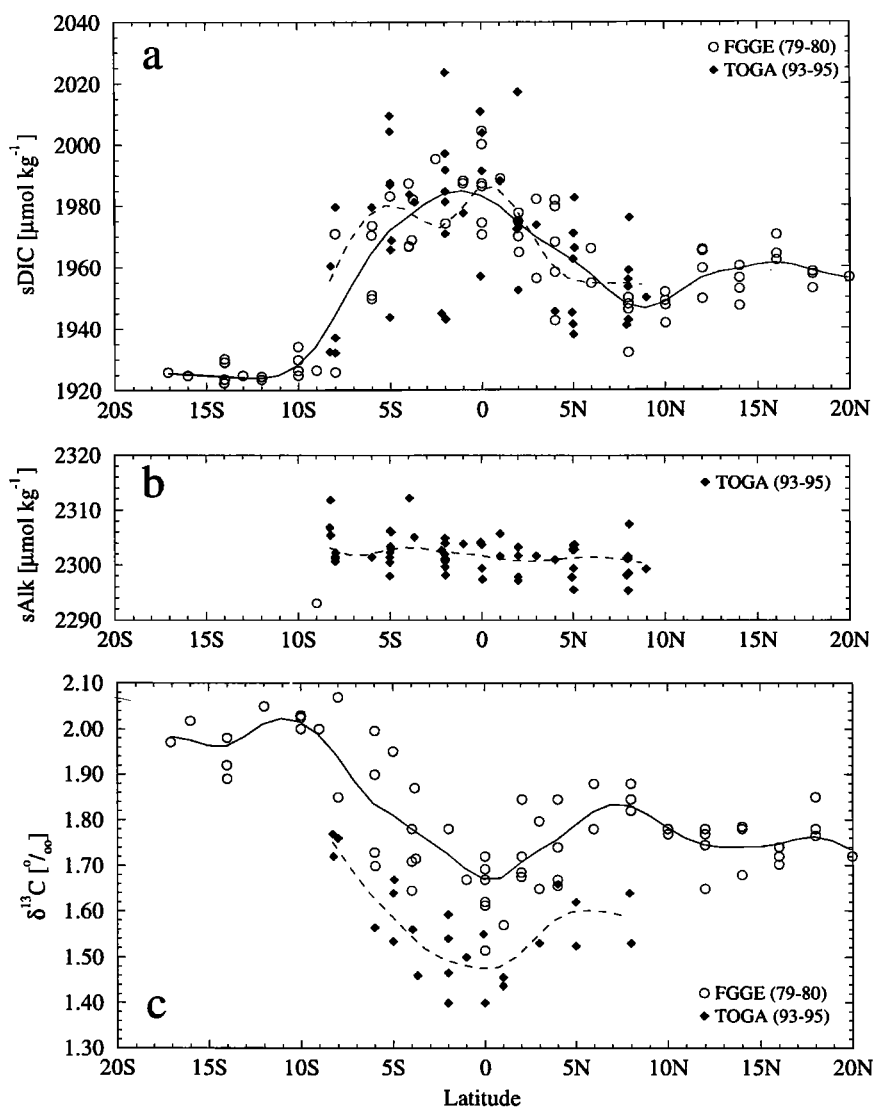 a
FGGE (79-80)
TOGA (93-95)
sDIC [µmol kg⁻¹]
2040
2020
2000
1980
1960
1940
1920
20S 15S 10S 5S 0 5N 10N 15N 20N
b
TOGA (93-95)
sAlk [µmol kg⁻¹]
2320
2310
2300
2290
20S 15S 10S 5S 0 5N 10N 15N 20N
δ¹³C [⁰/₀₀]
2.10
2.00
1.90
1.80
1.70
1.60
1.50
1.40
1.30
c
FGGE (79-80)
TOGA (93-95)
20S 15S 10S 5S 0 5N 10N 15N 20N
Latitude